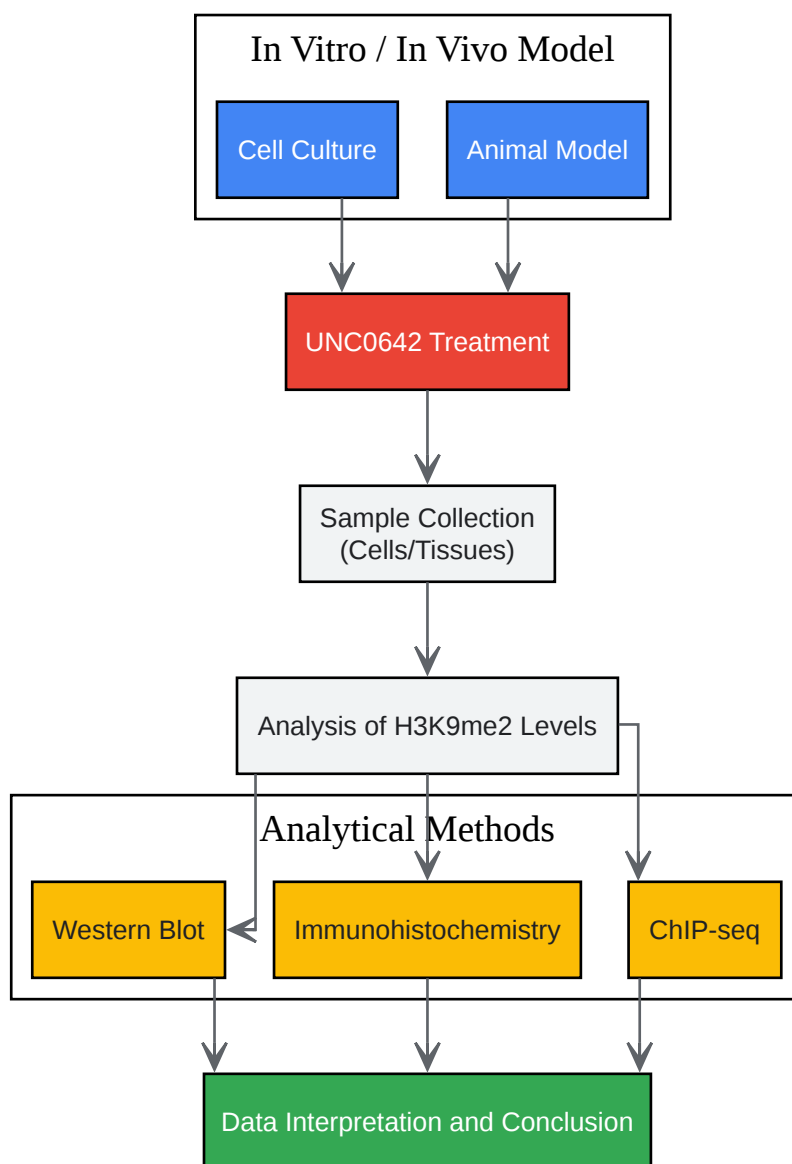 In Vitro / In Vivo Model
Cell Culture
Animal Model
UNC0642 Treatment
Sample Collection
(Cells/Tissues)
Analysis of H3K9me2 Levels
Analytical Methods
Western Blot
Immunohistochemistry
ChIP-seq
Data Interpretation and Conclusion